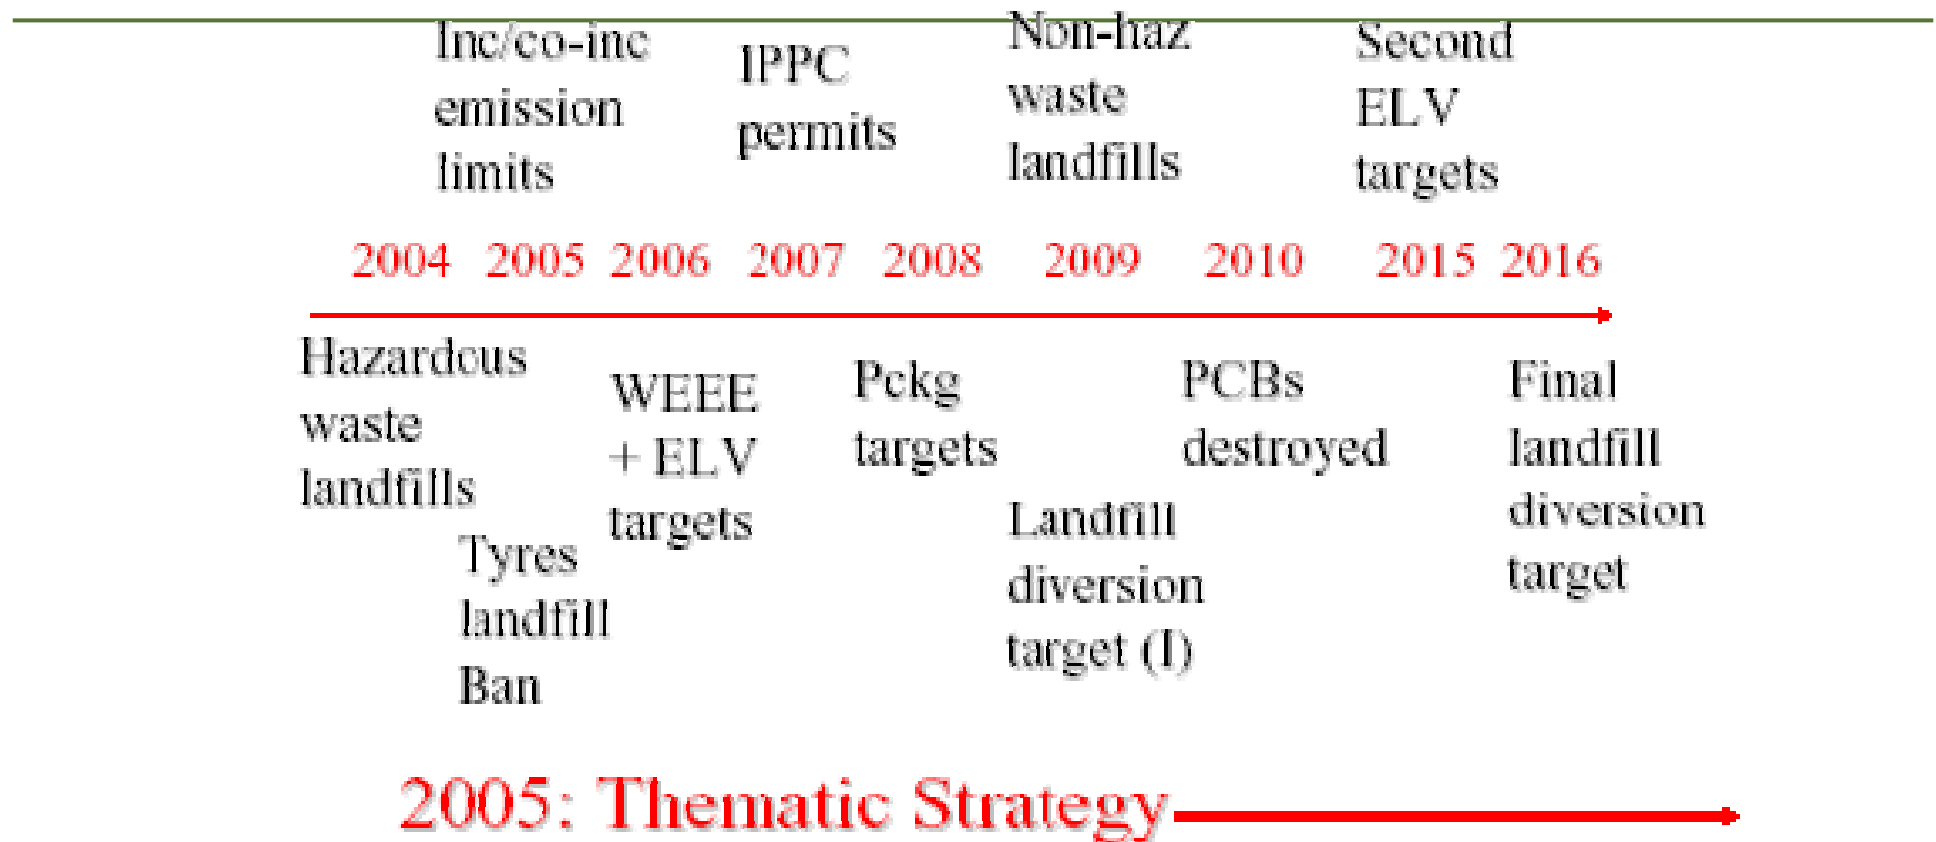 Inc/co-inc
emission
limits
IPPC
permits
Non-haz
waste
landfills
Second
ELV
targets
2004 2005 2006 2007 2008 2009 2010 2015 2016
Hazardous
waste
landfills
Tyres
landfill
Ban
WEEE
+ ELV
targets
Pckg
targets
Landfill
diversion
target (I)
PCBs
destroyed
Final
landfill
diversion
target
2005: Thematic Strategy